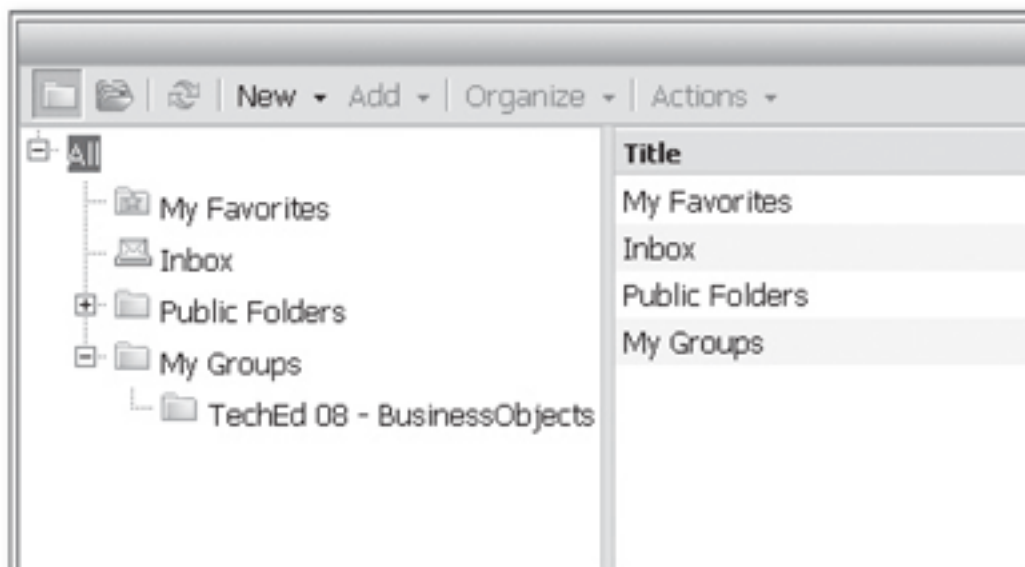 New Add Organize Actions
All
My Favorites
Inbox
Public Folders
My Groups
TechEd 08 - BusinessObjects
Title
My Favorites
Inbox
Public Folders
My Groups